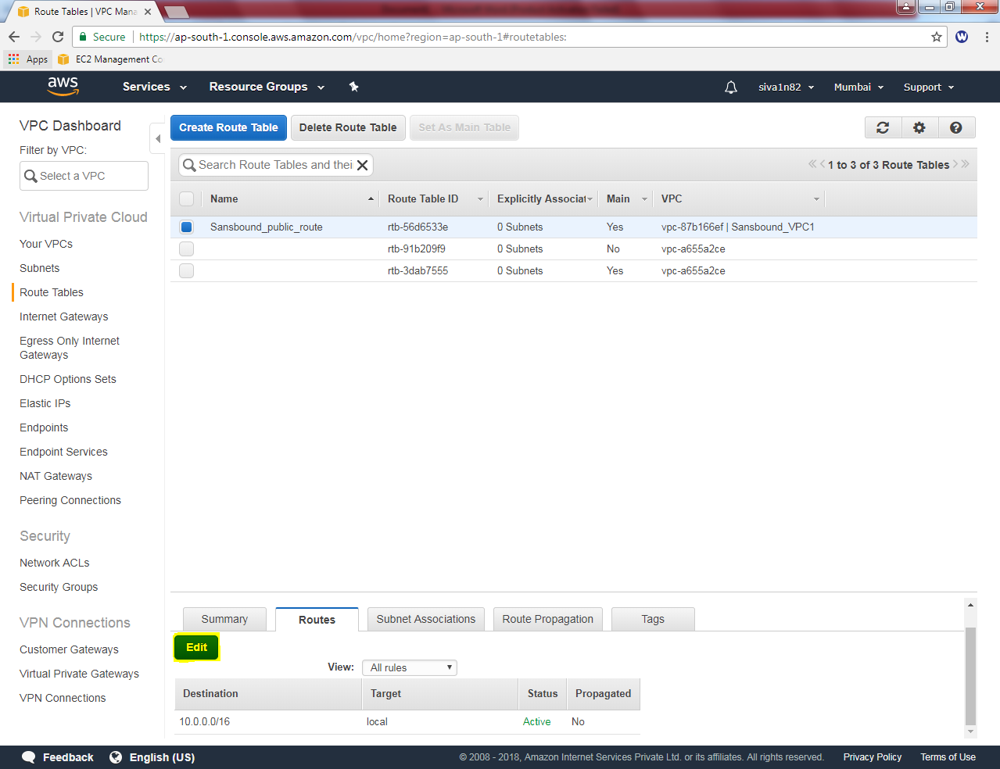 Route Tables | VPC Mana
Secure
https://ap-south-1.console.aws.amazon.com/vpc/home?region=ap-south-1#routetables:
W
Apps
EC2 Management Co
aws
Services
Resource Groups
siva1n82
Mumbai
Support
VPC Dashboard
Filter by VPC:
Select a VPC
Virtual Private Cloud
Your VPCs
Subnets
Route Tables
Internet Gateways
Egress Only Internet
Gateways
DHCP Options Sets
Elastic IPs
Endpoints
Endpoint Services
NAT Gateways
Peering Connections
Security
Network ACLs
Security Groups
VPN Connections
Customer Gateways
Virtual Private Gateways
VPN Connections
Create Route Table
Delete Route Table
Set As Main Table
Search Route Tables and thei
1 to 3 of 3 Route Tables
Name Route Table ID Explicitly Associat Main VPC
Sansbound_public_route rtb-56d6533e 0 Subnets Yes vpc-87b166ef | Sansbound_VPC1
rtb-91b209f9 0 Subnets No vpc-a655a2ce
rtb-3dab7555 0 Subnets Yes vpc-a655a2ce
Summary
Routes
Subnet Associations
Route Propagation
Tags
Edit
View: All rules
Destination Target Status Propagated
10.0.0.0/16 local Active No
Feedback
English (US)
© 2008 - 2018, Amazon Internet Services Private Ltd. or its affiliates. All rights reserved.
Privacy Policy
Terms of Use